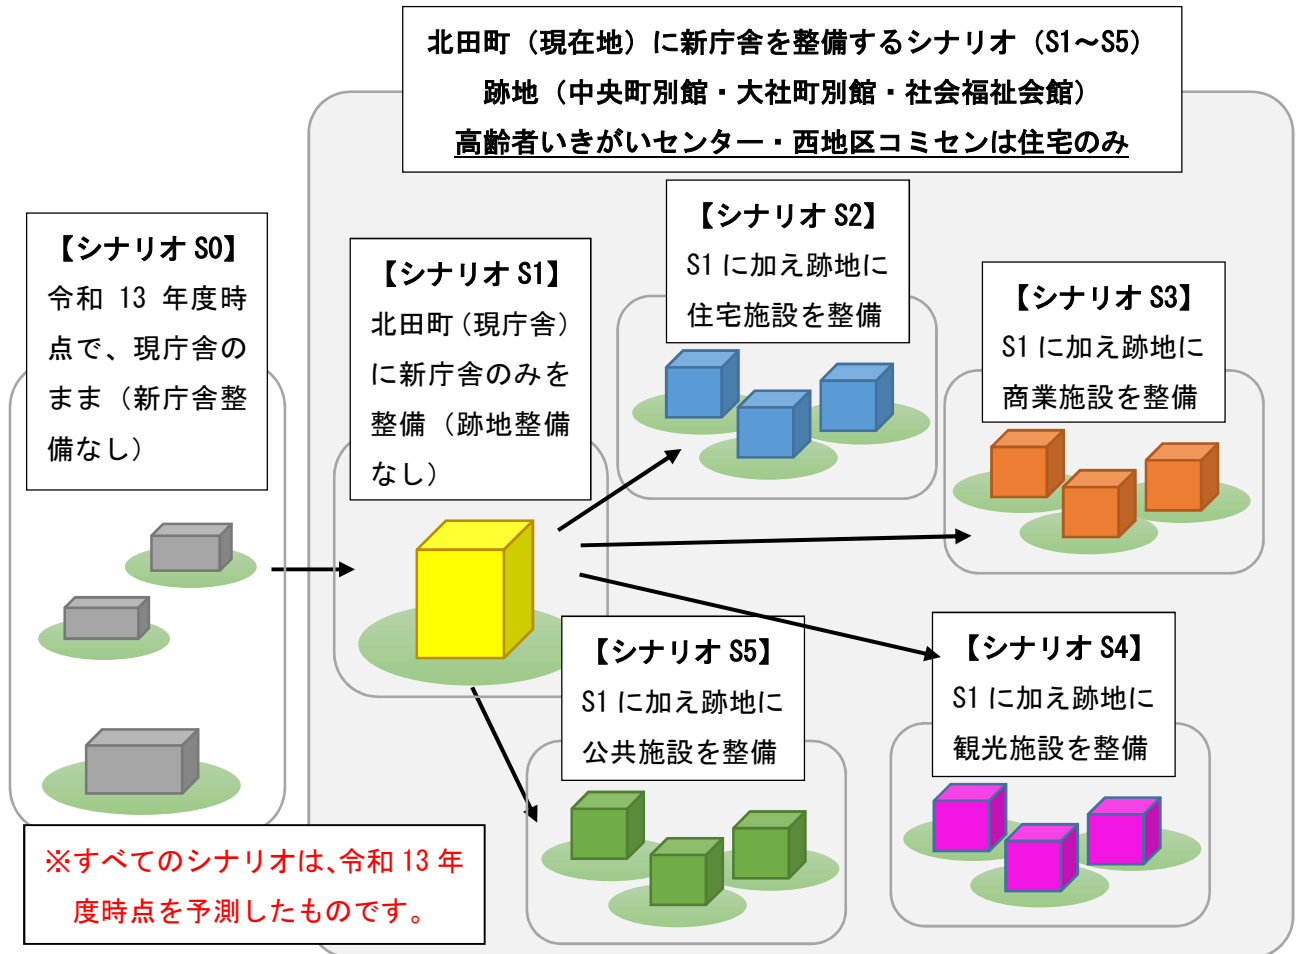 北田町（現在地）に新庁舎を整備するシナリオ（S1～S5）
跡地（中央町別館・大社町別館・社会福祉会館）
高齢者いきがいセンター・西地区コミセンは住宅のみ
【シナリオ S0】
令和 13 年度時
点で、現庁舎の
まま（新庁舎整
備なし）
【シナリオ S1】
北田町（現庁舎）
に新庁舎のみを
整備（跡地整備
なし）
【シナリオ S2】
S1 に加え跡地に
住宅施設を整備
【シナリオ S3】
S1 に加え跡地に
商業施設を整備
【シナリオ S5】
S1 に加え跡地に
公共施設を整備
【シナリオ S4】
S1 に加え跡地に
観光施設を整備
※すべてのシナリオは、令和 13 年
度時点を予測したものです。